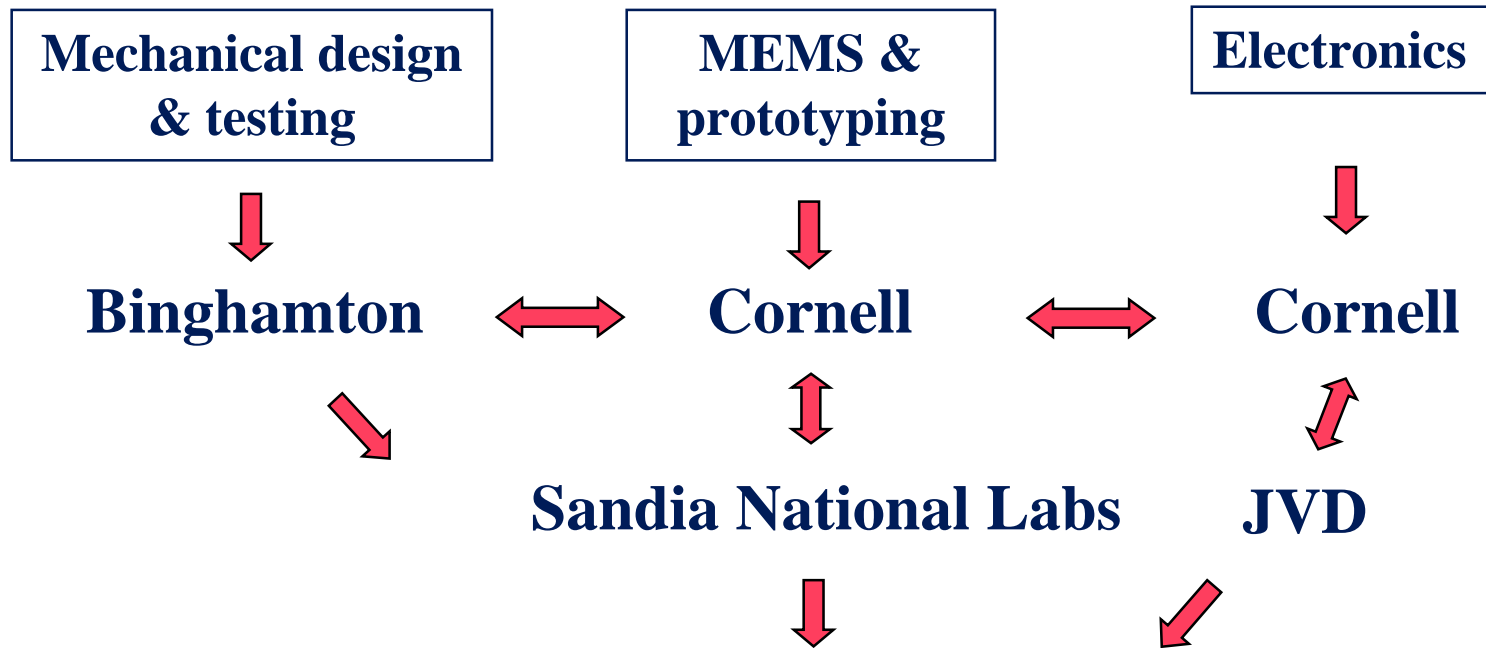 Mechanical design
& testing
MEMS &
prototyping
Electronics
Binghamton
Cornell
Cornell
Sandia National Labs
JVD